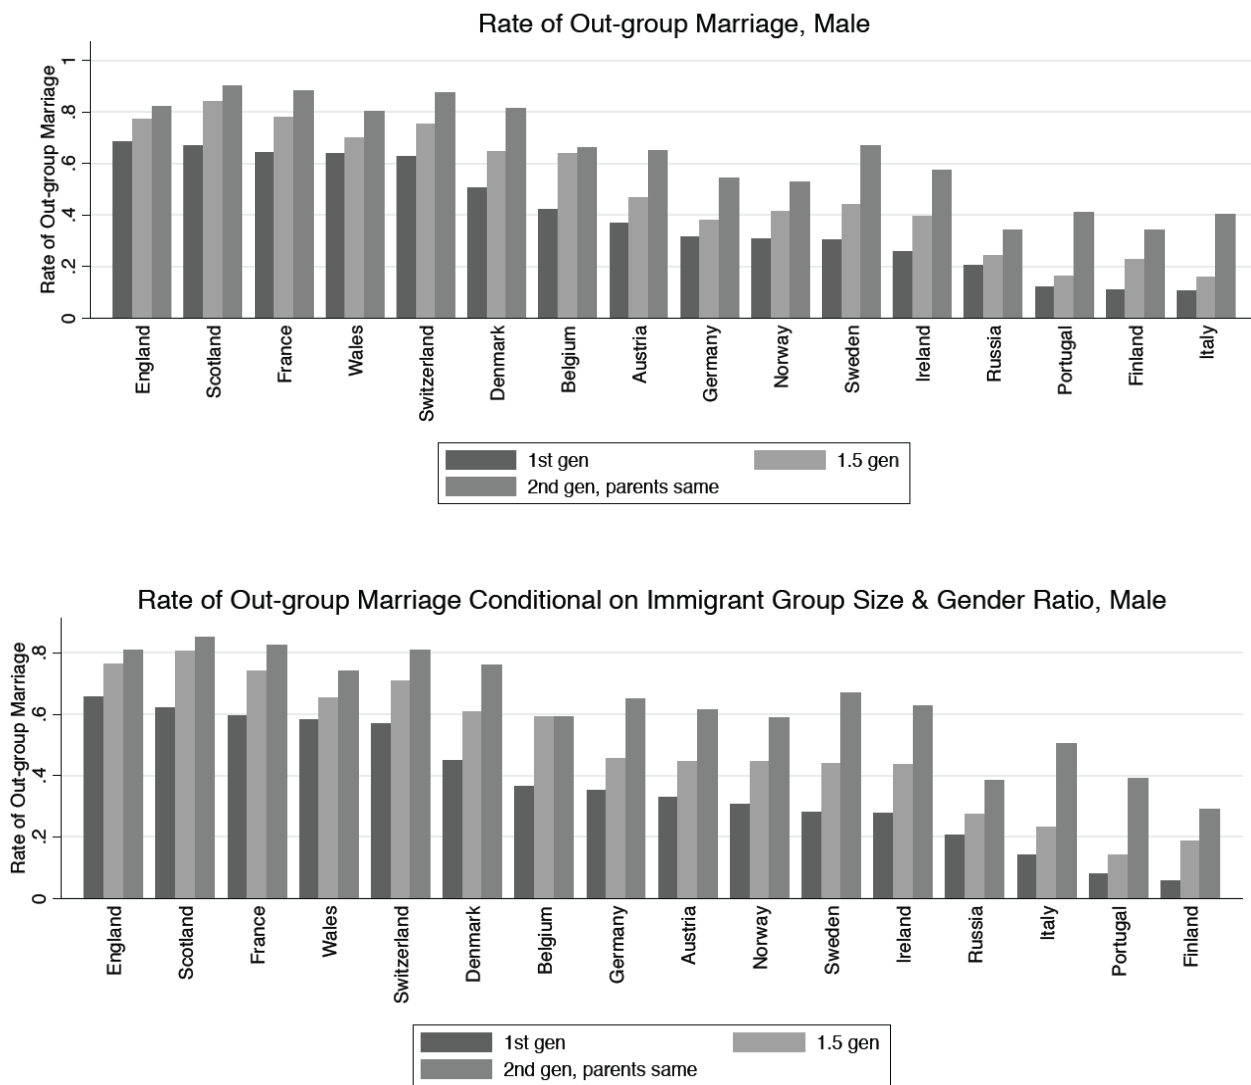 Rate of Out-group Marriage, Male
Rate of Out-group Marriage
1
.8
.6
.4
.2
0
England
Scotland
France
Wales
Switzerland
Denmark
Belgium
Austria
Germany
Norway
Sweden
Ireland
Russia
Portugal
Finland
Italy
1st gen
1.5 gen
2nd gen, parents same
Rate of Out-group Marriage Conditional on Immigrant Group Size & Gender Ratio, Male
Rate of Out-group Marriage
.8
.6
.4
.2
0
England
Scotland
France
Wales
Switzerland
Denmark
Belgium
Germany
Austria
Norway
Sweden
Ireland
Russia
Italy
Portugal
Finland
1st gen
1.5 gen
2nd gen, parents same